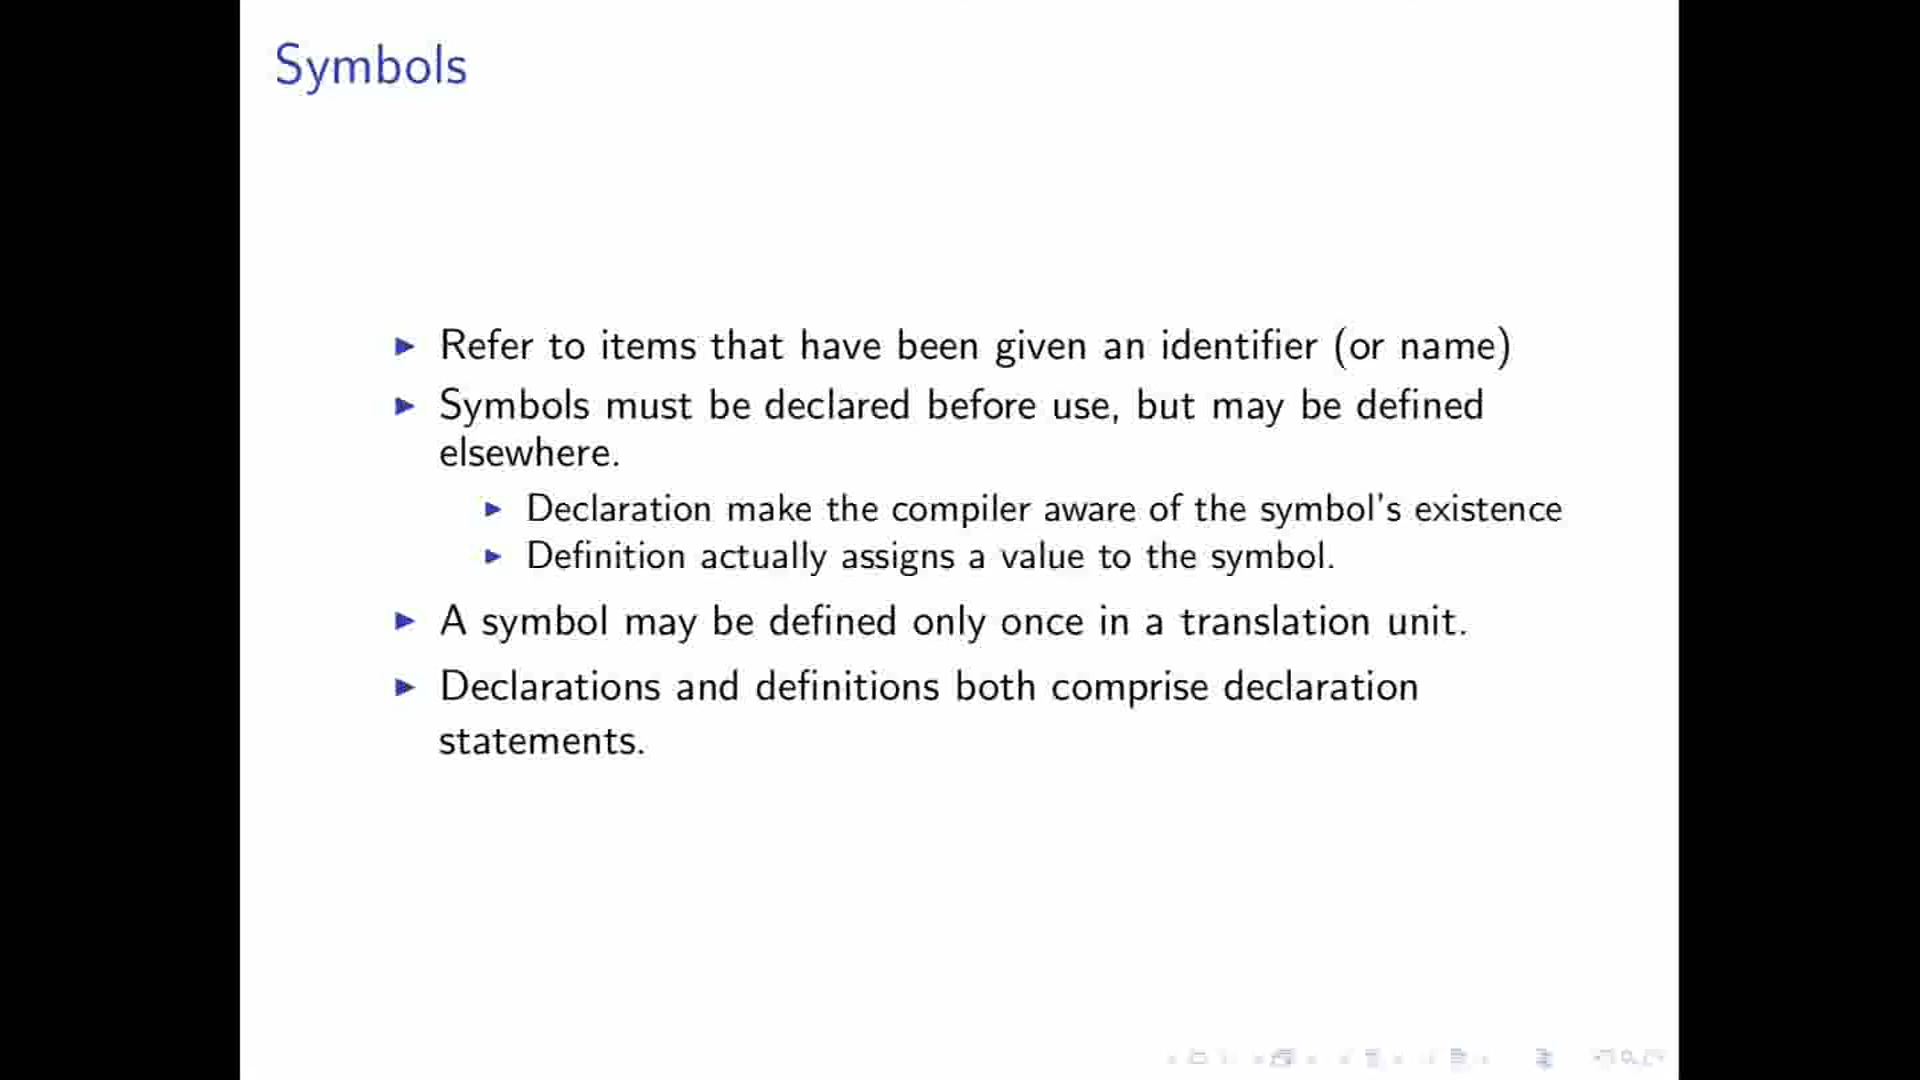 Symbols
Refer to items that have been given an identifier (or name)
Symbols must be declared before use, but may be defined
elsewhere.
Declaration make the compiler aware of the symbol's existence
Definition actually assigns a value to the symbol.
A symbol may be defined only once in a translation unit.
Declarations and definitions both comprise declaration
statements.